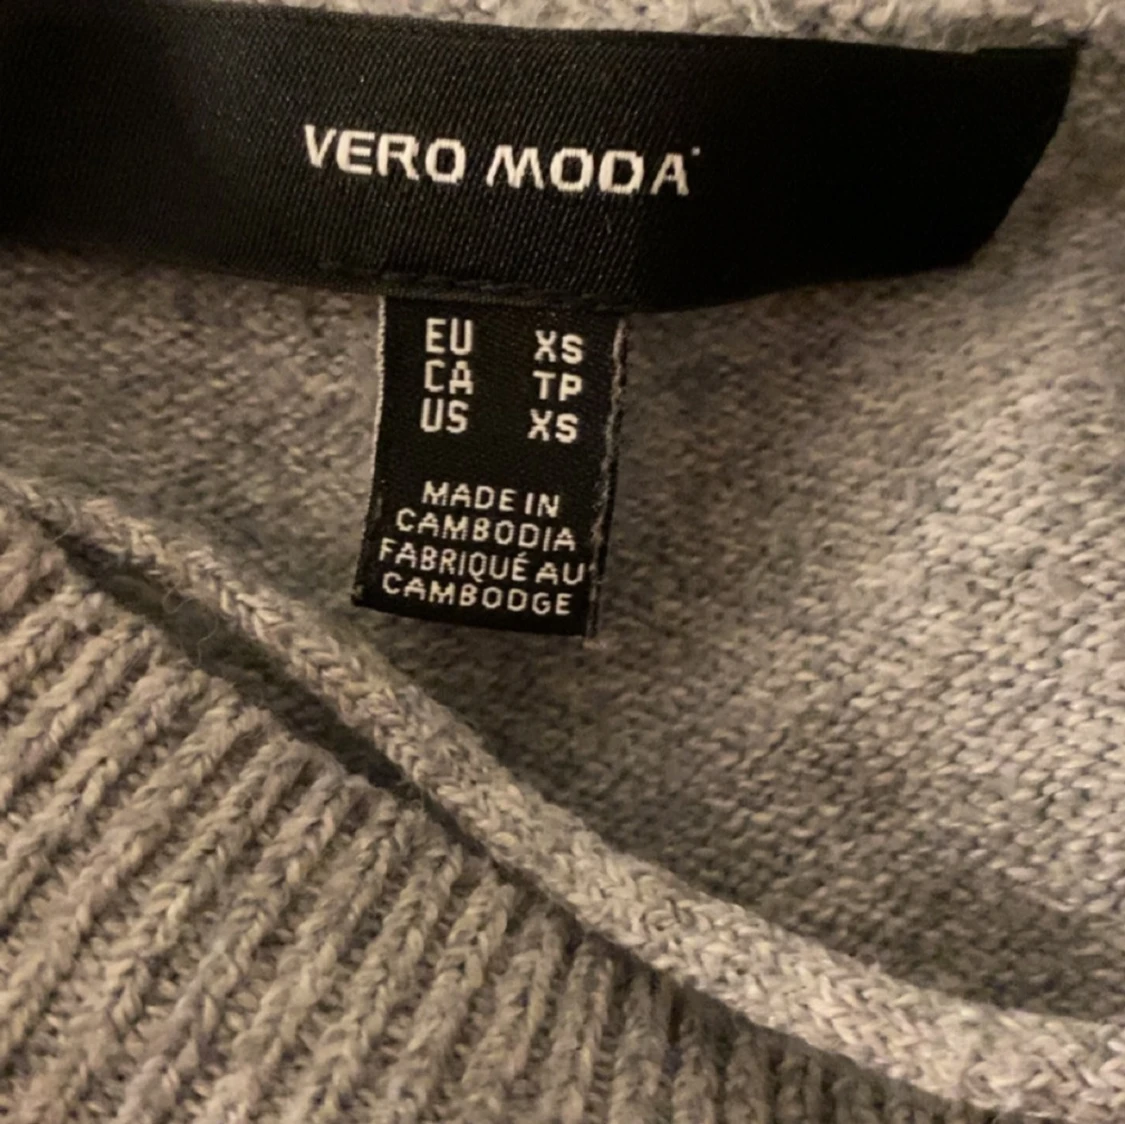 VERO MODA
EU XS
CA TP
US XS
MADE IN
CAMBODIA
FABRIQUÉ AU
CAMBODGE